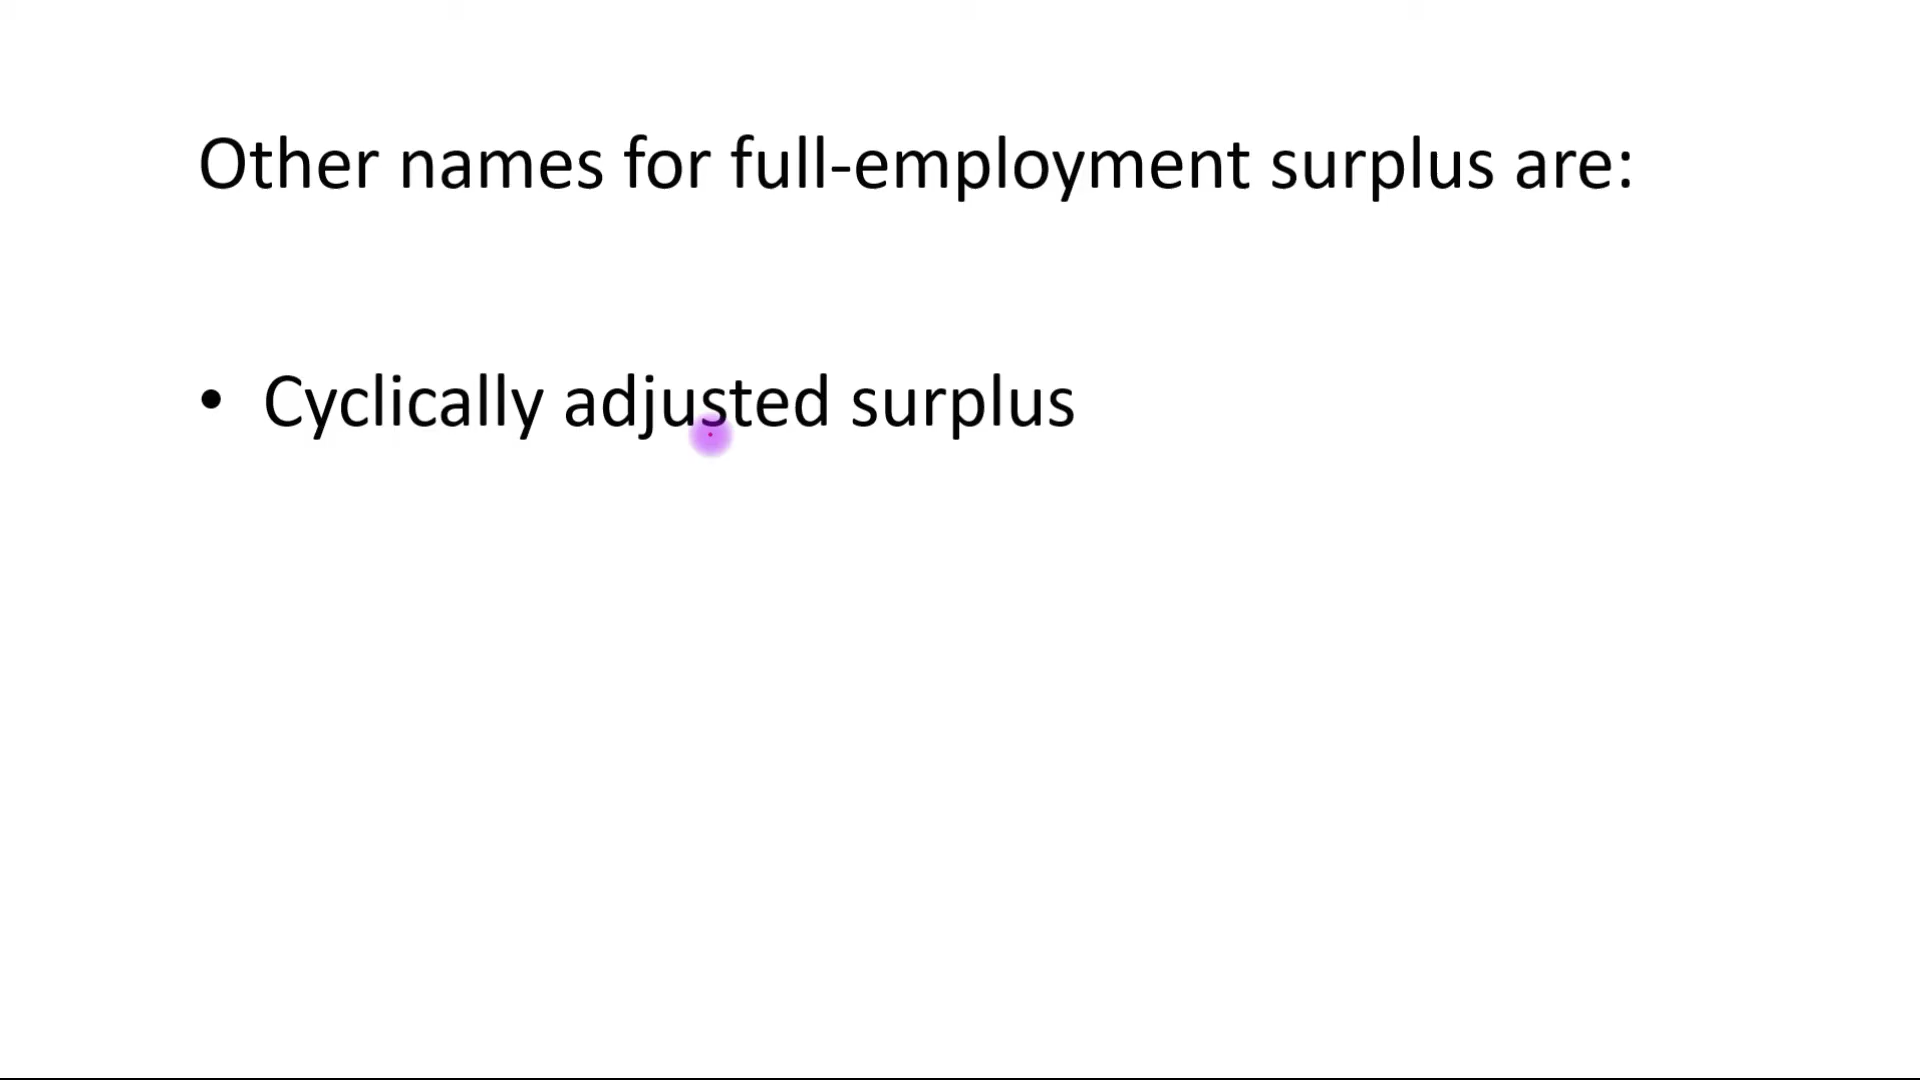 Other names for full-employment surplus are:
• Cyclically adjusted surplus